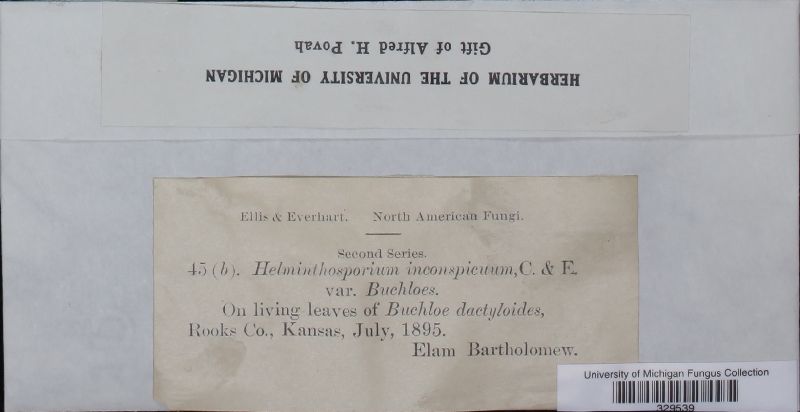 HERBARIUM OF THE UNIVERSITY OF MICHIGAN
Gift of Alfred H. Povah
Ellis & Everhart. North American Fungi.
Second Series.
45 (b). Helminthosporium inconspicuum, C. & E.
var. Buchloes.
On living leaves of Buchloe dactyloides,
Rooks Co., Kansas, July, 1895.
Elam Bartholomew.
University of Michigan Fungus Collection
329539